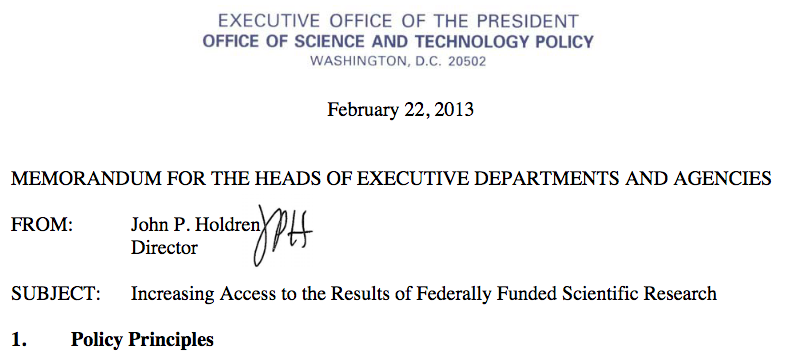 EXECUTIVE OFFICE OF THE PRESIDENT
OFFICE OF SCIENCE AND TECHNOLOGY POLICY
WASHINGTON, D.C. 20502
February 22, 2013
MEMORANDUM FOR THE HEADS OF EXECUTIVE DEPARTMENTS AND AGENCIES
FROM: John P. Holdren JPH
Director
SUBJECT: Increasing Access to the Results of Federally Funded Scientific Research
1. Policy Principles